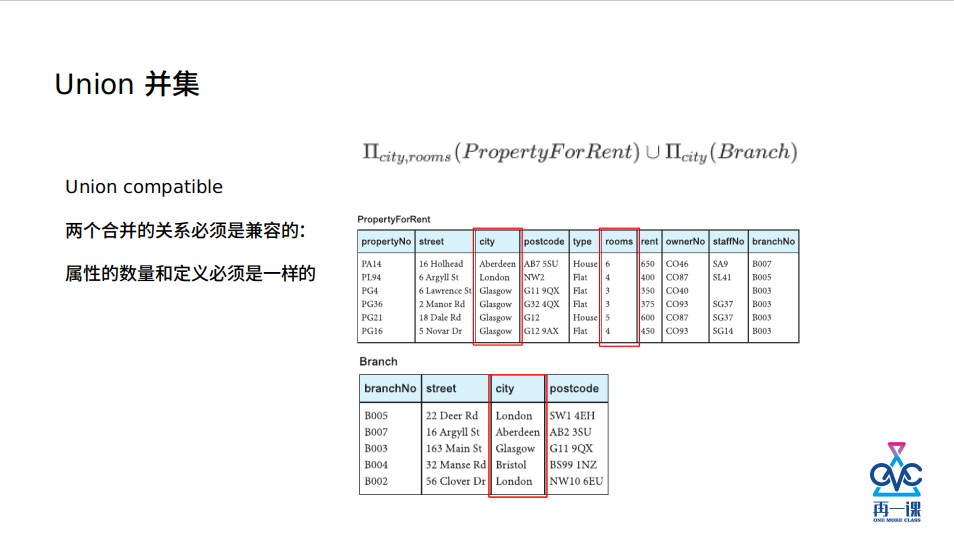 Union 并集
Π city,rooms (PropertyForRent) ∪ Π city (Branch)
Union compatible
两个合并的关系必须是兼容的：
属性的数量和定义必须是一样的
PropertyForRent
propertyNo street city postcode type rooms rent ownerNo staffNo branchNo
PA14 16 Holhead Aberdeen AB7 5SU House 6 650 CO46 SA9 B007
PL94 6 Argyll St London NW2 Flat 4 400 CO87 SL41 B005
PG4 6 Lawrence St Glasgow G11 9QX Flat 3 350 CO40 B003
PG36 2 Manor Rd Glasgow G32 4QX Flat 3 375 CO93 SG37 B003
PG21 18 Dale Rd Glasgow G12 House 5 600 CO87 SG37 B003
PG16 5 Novar Dr Glasgow G12 9AX Flat 4 450 CO93 SG14 B003
Branch
branchNo street city postcode
B005 22 Deer Rd London SW1 4EH
B007 16 Argyll St Aberdeen AB2 3SU
B003 163 Main St Glasgow G11 9QX
B004 32 Manse Rd Bristol BS99 1NZ
B002 56 Clover Dr London NW10 6EU
OVC
再一课
ONE MORE CLASS